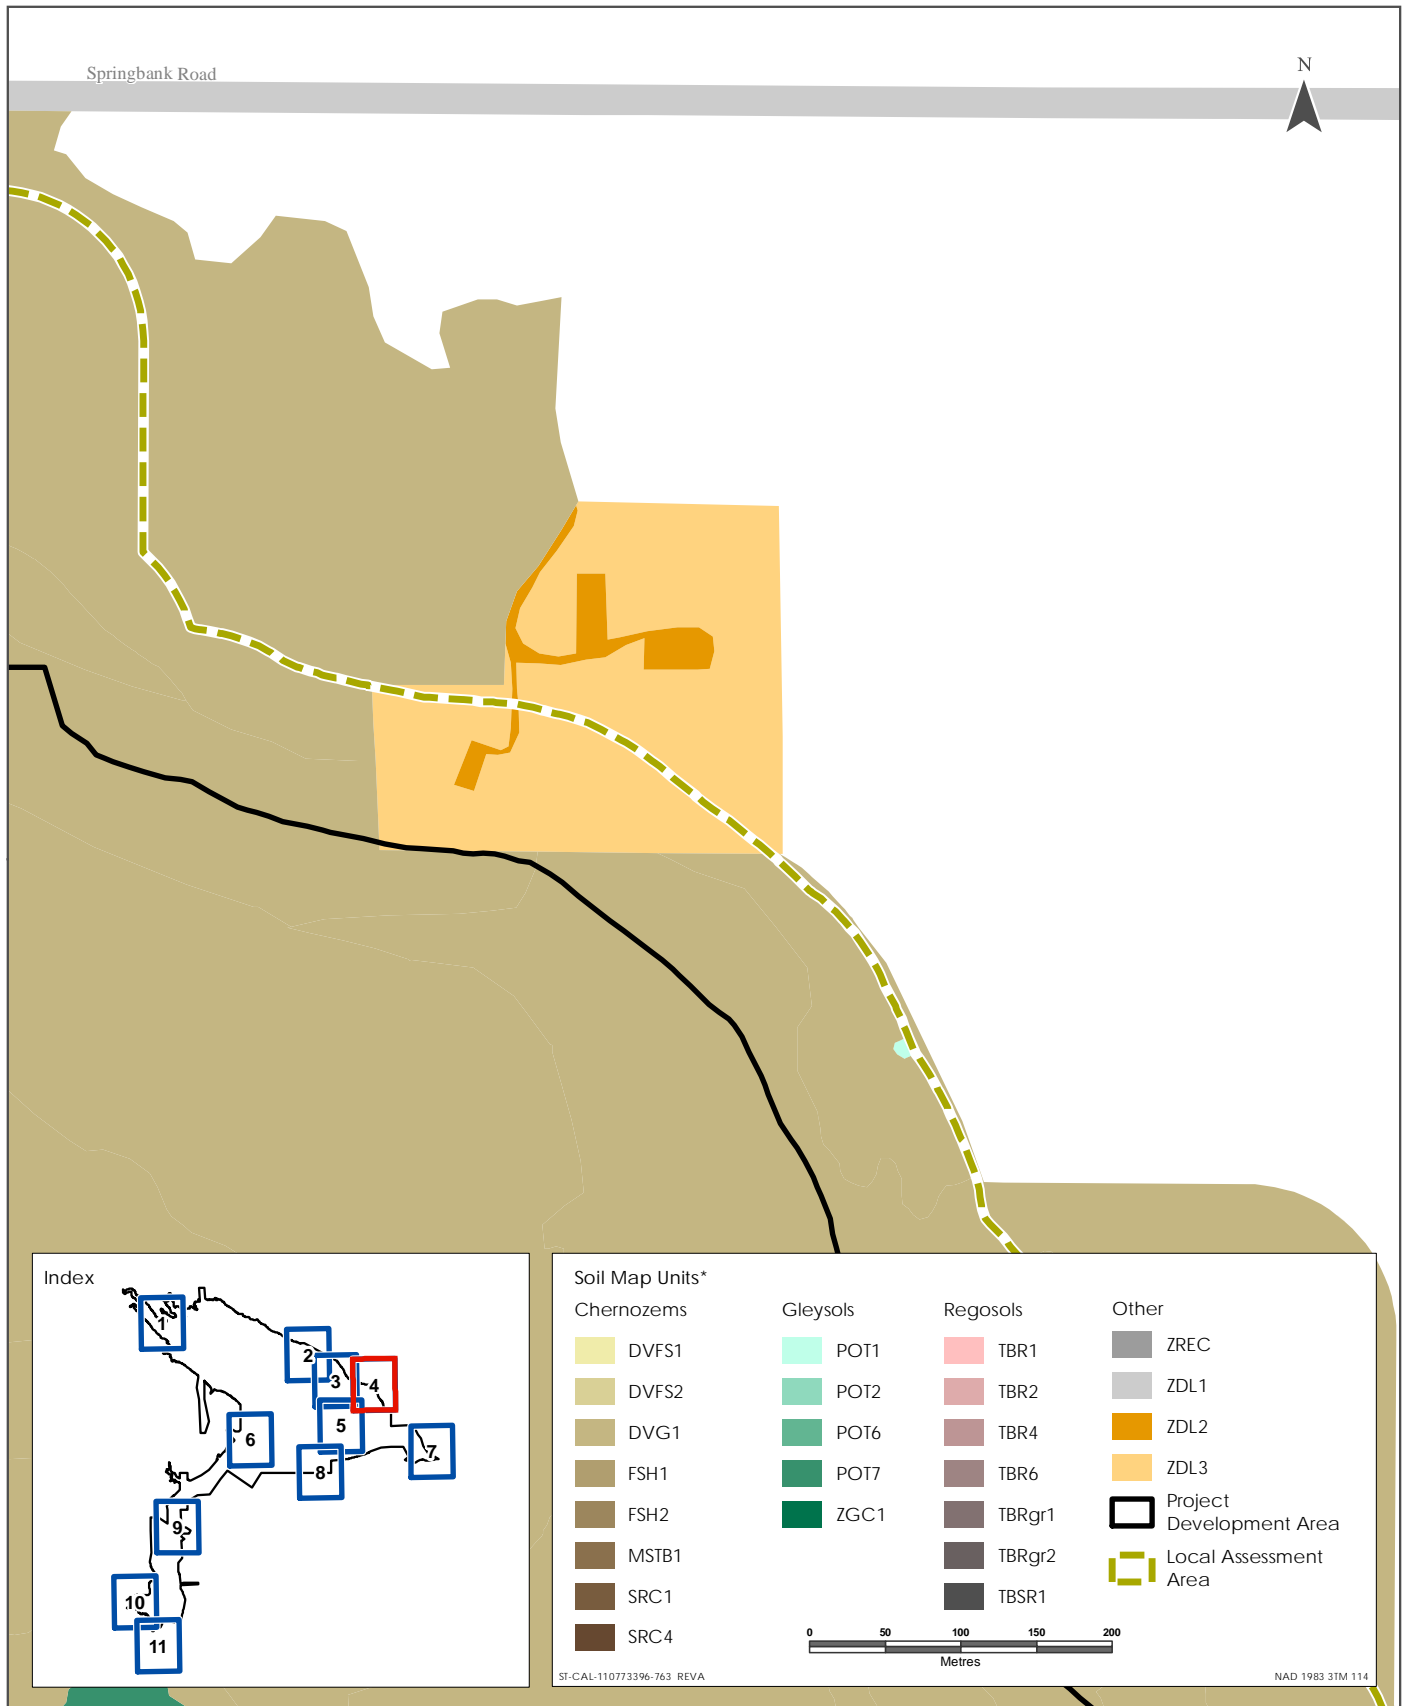 Springbank Road
N
Index
1
2
3
4
5
6
7
8
9
10
11
Soil Map Units*
Chernozems
DVFS1
DVFS2
DVG1
FSH1
FSH2
MSTB1
SRC1
SRC4
Gleysols
POT1
POT2
POT6
POT7
ZGC1
Regosols
TBR1
TBR2
TBR4
TBR6
TBRgr1
TBRgr2
TBSR1
Other
ZREC
ZDL1
ZDL2
ZDL3
Project
Development Area
Local Assessment
Area
0 50 100 150 200
Metres
ST-CAL-110773396-763 REVA
NAD 1983 3TM 114